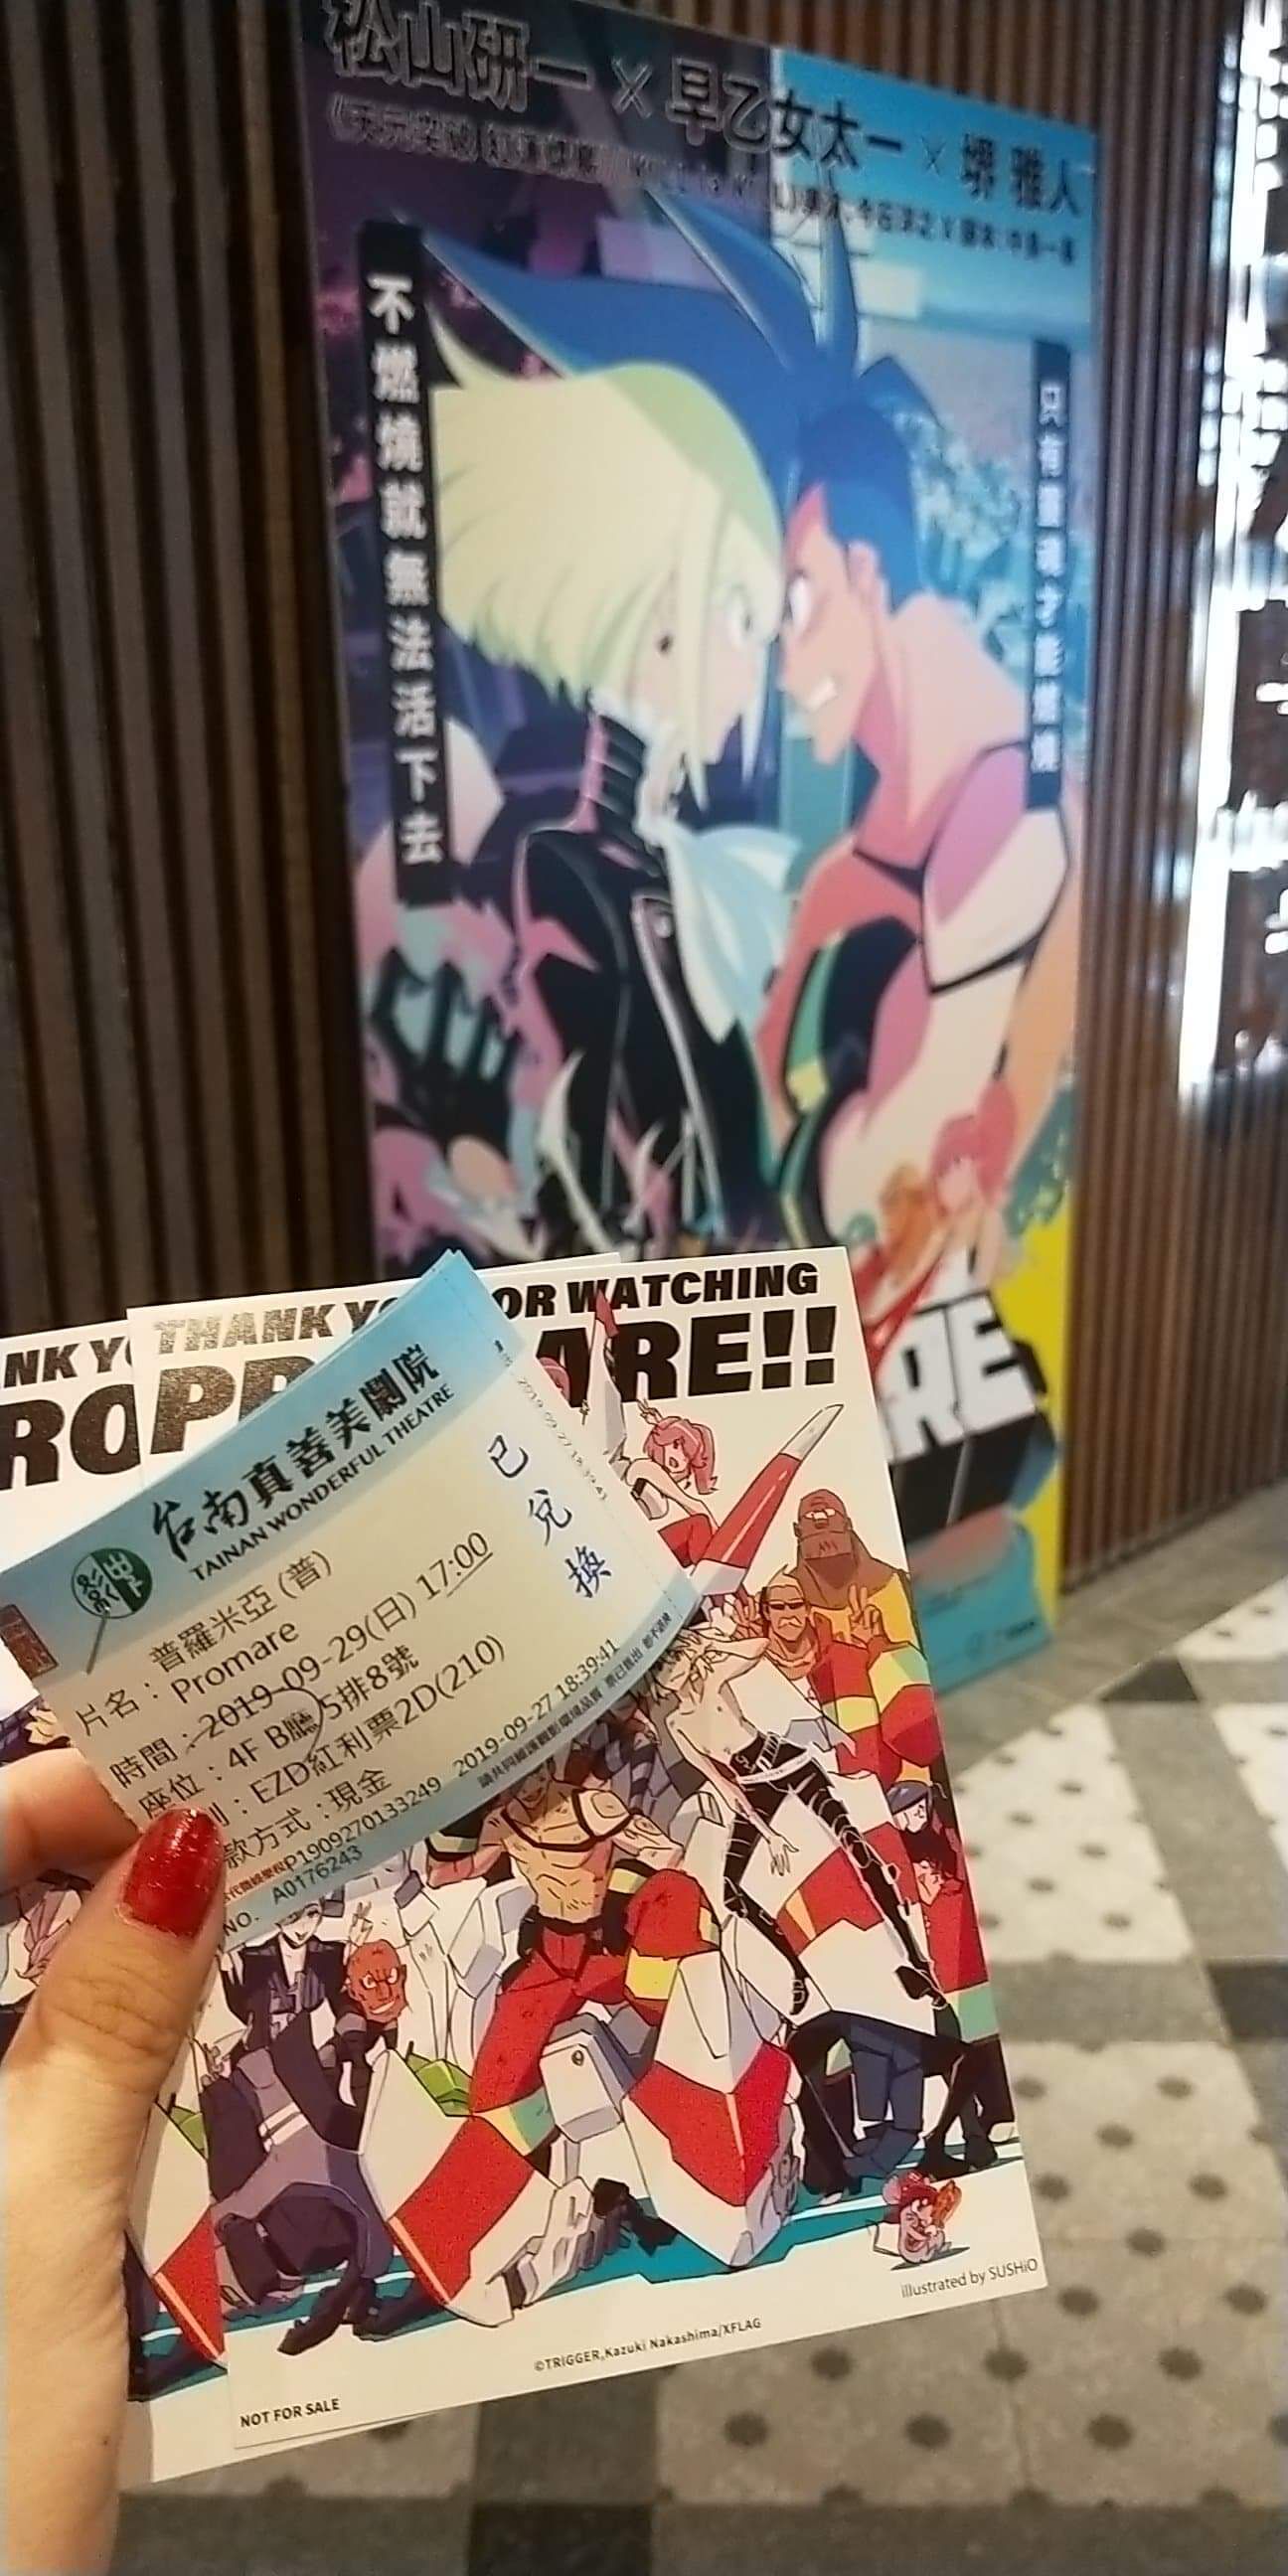 松山研一 × 早乙女太一 × 堺 雅人
不燃燒就無法活下去
只有靈魂才能燃燒
RE
THANK YOU FOR WATCHING
ARE!!
NK Y
ROP
台南真善美劇院
TAINAN WONDERFUL THEATRE
已兌換
片名：普羅米亞 (普)
Promare
時間：2019-09-29(日) 17:00
座位：4F B廳 5排8號
別：EZD紅利票2D(210)
款方式：現金
P1909270133249 2019-09-27 18:39:41
NO. A0176243
illustrated by SUSHiO
©TRIGGER,Kazuki Nakashima/XFLAG
NOT FOR SALE